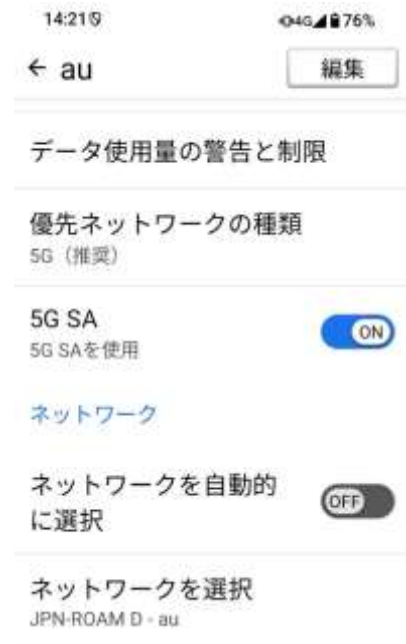 14:21
4G 76%
← au 編集
データ使用量の警告と制限
優先ネットワークの種類
5G（推奨）
5G SA
5G SAを使用
ON
ネットワーク
ネットワークを自動的
に選択
OFF
ネットワークを選択
JPN-ROAM D - au